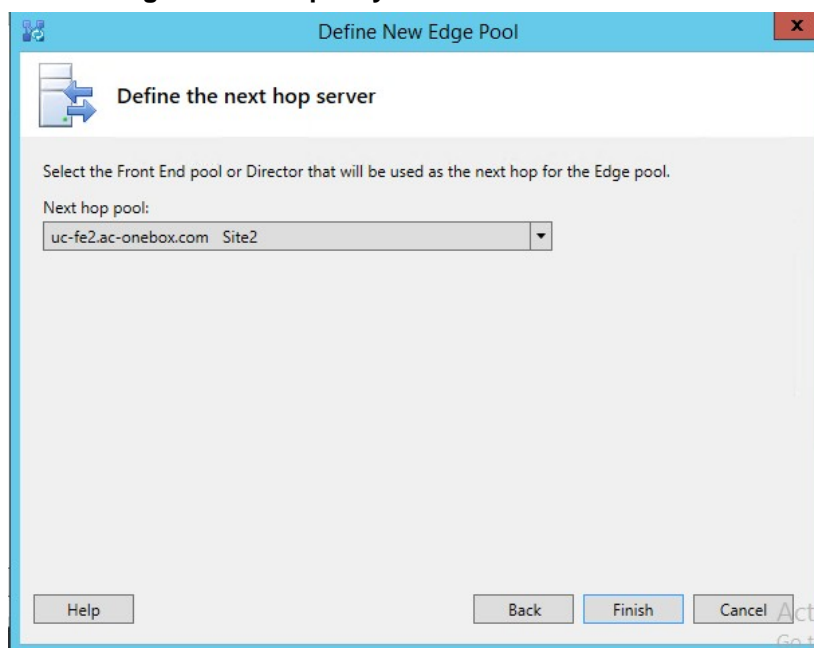 Define New Edge Pool
x
Define the next hop server
Select the Front End pool or Director that will be used as the next hop for the Edge pool.
Next hop pool:
uc-fe2.ac-onebox.com Site2
Help
Back
Finish
Cancel
Act